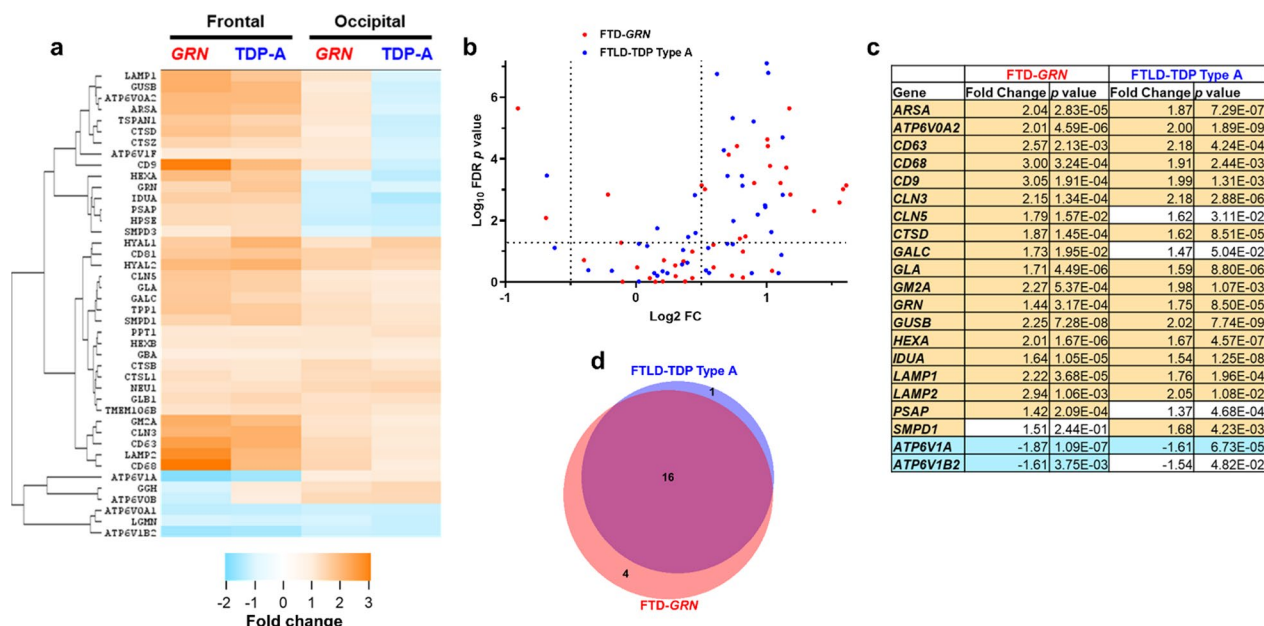 a
Frontal Occipital
GRN TDP-A GRN TDP-A
LAMP1
GUSB
ATP6V0A2
ARSA
TSPAN1
CTSD
CTSZ
ATP6V1F
CD9
HEXA
GRN
IDUA
PSAP
HPSE
SMPD3
HYAL1
CD81
HYAL2
CLN5
GLA
GALC
TPP1
SMPD1
PPT1
HEXB
GBA
CTSB
CTSL1
NEU1
GLB1
TMEM106B
GM2A
CLN3
CD63
LAMP2
CD68
ATP6V1A
GGH
ATP6V0B
ATP6V0A1
LGMN
ATP6V1B2
-2 -1 0 1 2 3
Fold change
b
FTD-GRN
FTLD-TDP Type A
Log10 FDR p value
6
4
2
0
-1 0 1
Log2 FC
c
FTD-GRN FTLD-TDP Type A
Gene Fold Change p value Fold Change p value
ARSA 2.04 2.83E-05 1.87 7.29E-07
ATP6V0A2 2.01 4.59E-06 2.00 1.89E-09
CD63 2.57 2.13E-03 2.18 4.24E-04
CD68 3.00 3.24E-04 1.91 2.44E-03
CD9 3.05 1.91E-04 1.99 1.31E-03
CLN3 2.15 1.34E-04 2.18 2.88E-06
CLN5 1.79 1.57E-02 1.62 3.11E-02
CTSD 1.87 1.45E-04 1.62 8.51E-05
GALC 1.73 1.95E-02 1.47 5.04E-02
GLA 1.71 4.49E-06 1.59 8.80E-06
GM2A 2.27 5.37E-04 1.98 1.07E-03
GRN 1.44 3.17E-04 1.75 8.50E-05
GUSB 2.25 7.28E-08 2.02 7.74E-09
HEXA 2.01 1.67E-06 1.67 4.57E-07
IDUA 1.64 1.05E-05 1.54 1.25E-08
LAMP1 2.22 3.68E-05 1.76 1.96E-04
LAMP2 2.94 1.06E-03 2.05 1.08E-02
PSAP 1.42 2.09E-04 1.37 4.68E-04
SMPD1 1.51 2.44E-01 1.68 4.23E-03
ATP6V1A -1.87 1.09E-07 -1.61 6.73E-05
ATP6V1B2 -1.61 3.75E-03 -1.54 4.82E-02
d
FTLD-TDP Type A
1
16
4
FTD-GRN